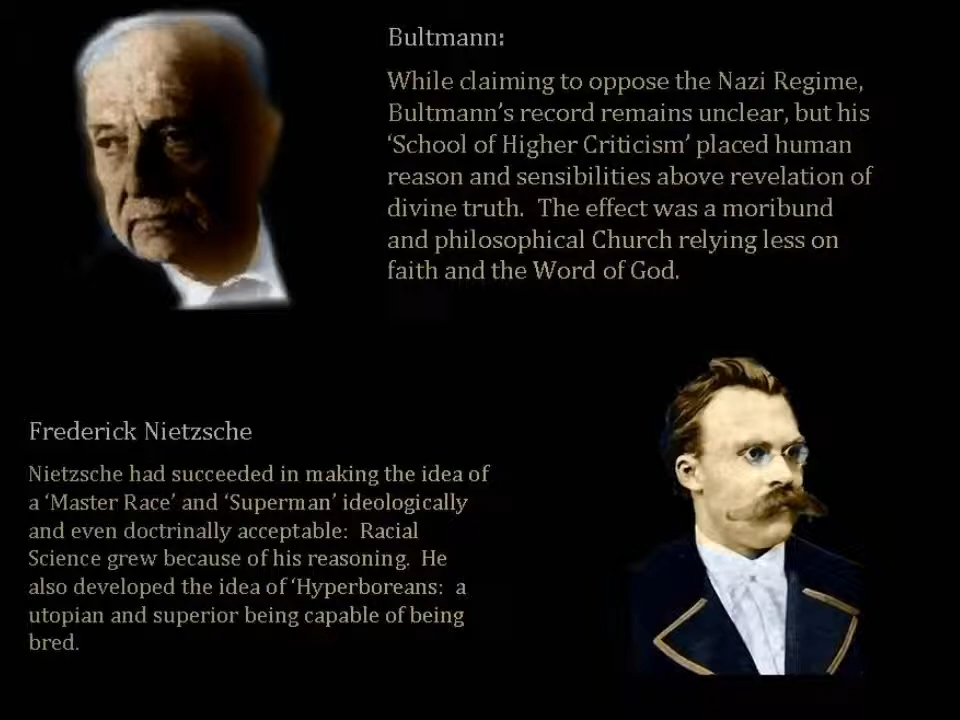 Bultmann:
While claiming to oppose the Nazi Regime,
Bultmann's record remains unclear, but his
'School of Higher Criticism' placed human
reason and sensibilities above revelation of
divine truth.  The effect was a moribund
and philosophical Church relying less on
faith and the Word of God.
Frederick Nietzsche
Nietzsche had succeeded in making the idea of
a 'Master Race' and 'Superman' ideologically
and even doctrinally acceptable:  Racial
Science grew because of his reasoning.  He
also developed the idea of 'Hyperboreans:  a
utopian and superior being capable of being
bred.